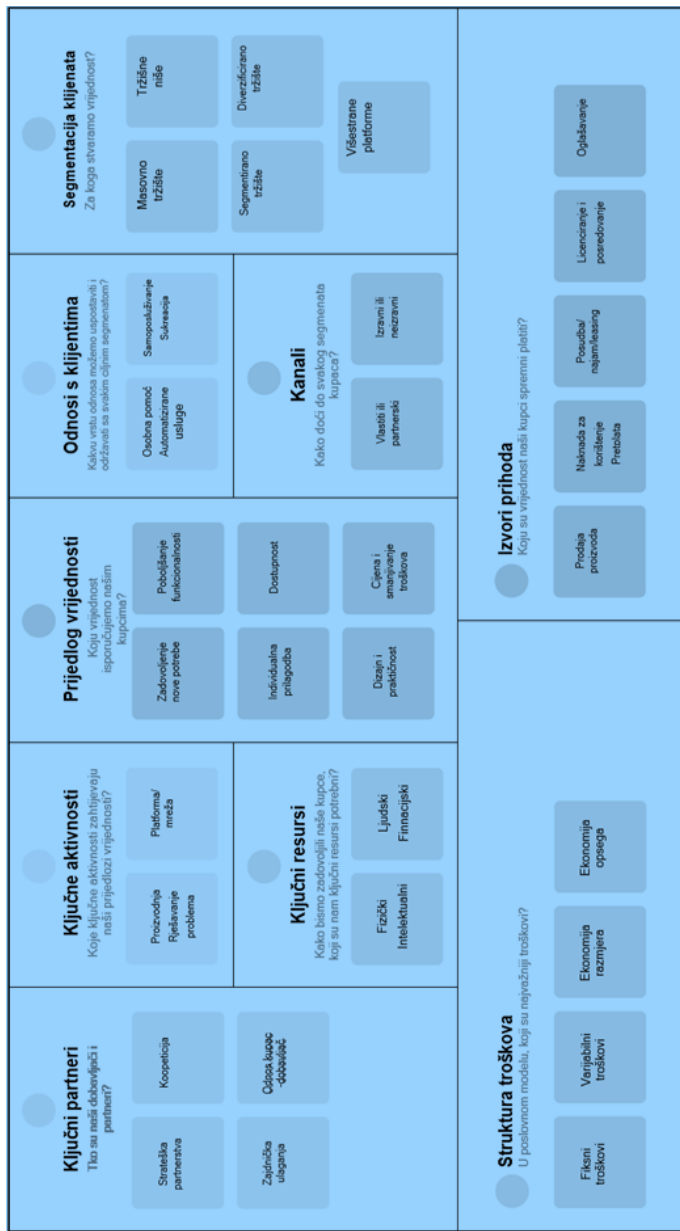 Ključni partneri
Tko su naši dobavljači i
partneri?
Strateška
partnerstva
Koopeticija
Zajdnička
ulaganja
Odnos kupac
-dobavljač
Ključne aktivnosti
Koje ključne aktivnosti zahtijevaju
naši prijedlozi vrijednosti?
Proizvodnja
Rješavanje
problema
Platforma/
mreža
Ključni resursi
Kako bismo zadovoljili naše kupce,
koji su nam ključni resursi potrebni?
Fizički
Intelektualni
Ljudski
Finnacijski
Prijedlog vrijednosti
Koju vrijednost
isporučujemo našim
kupcima?
Zadovoljenje
nove potrebe
Poboljšanje
funkcionalnosti
Individualna
prilagodba
Dostupnost
Dizajn i
praktičnost
Cijena i
smanjivanje
troškova
Odnosi s klijentima
Kakvu vrstu odnosa možemo uspostaviti i
održavati sa svakim ciljnim segmenatom?
Osobna pomoć
Automatizirane
usluge
Samoposluživanje
Sukreacija
Kanali
Kako doći do svakog segmenata
kupaca?
Vlastiti ili
partnerski
Izravni ili
neizravni
Segmentacija klijenata
Za koga stvaramo vrijednost?
Masovno
tržište
Tržišne
niše
Segmentirano
tržište
Diverzificirano
tržište
Višestrane
platforme
Struktura troškova
U poslovnom modelu, koji su najvažniji troškovi?
Fiksni
troškovi
Varijabilni
troškovi
Ekonomija
razmjera
Ekonomija
opsega
Izvori prihoda
Koju su vrijednost naši kupci spremni platiti?
Prodaja
proizvoda
Naknada za
korištenje
Pretplata
Posudba/
najam/leasing
Licenciranje i
posredovanje
Oglašavanje